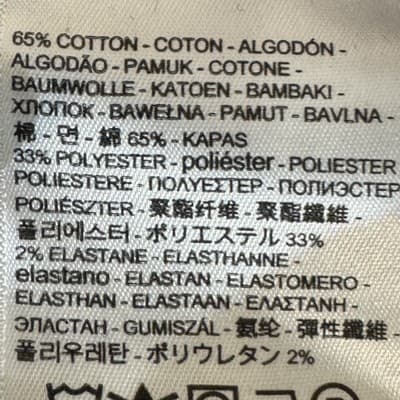 65% COTTON - COTON - ALGODÓN -
ALGODÃO - PAMUK - COTONE -
BAUMWOLLE - KATOEN - BAMBAKI -
ХЛОПОК - BAWEŁNA - PAMUT - BAVLNA -
棉 - 면 - 綿 65% - KAPAS
33% POLYESTER - poliéster - POLIESTER
POLIESTERE - ΠΟΛΥΕΣΤΕΡ - ПОЛИЭСТЕР
POLIÉSZTER - 聚酯纤维 - 聚酯纖維 -
폴리에스터 - ポリエステル 33%
2% ELASTANE - ELASTHANNE -
elastano - ELASTAN - ELASTOMERO -
ELASTHAN - ELASTAAN - ΕΛΑΣΤΑΝΗ -
ЭЛАСТАН - GUMISZÁL - 氨纶 - 彈性纖維 -
폴리우레탄 - ポリウレタン 2%